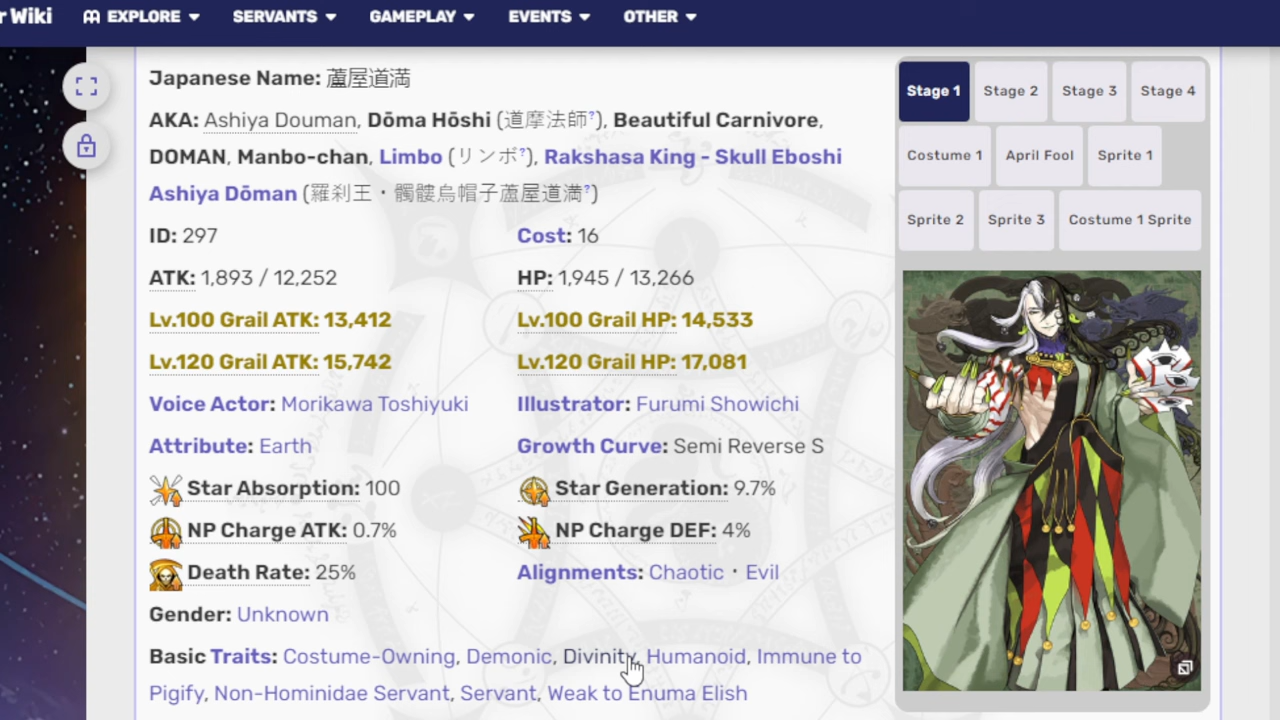 r Wiki EXPLORE SERVANTS GAMEPLAY EVENTS OTHER
Japanese Name: 蘆屋道満
AKA: Ashiya Douman, Dōma Hōshi (道摩法師?), Beautiful Carnivore,
DOMAN, Manbo-chan, Limbo (リンボ?), Rakshasa King - Skull Eboshi
Ashiya Dōman (羅刹王・髑髏烏帽子蘆屋道満?)
ID: 297 Cost: 16
ATK: 1,893 / 12,252 HP: 1,945 / 13,266
Lv.100 Grail ATK: 13,412 Lv.100 Grail HP: 14,533
Lv.120 Grail ATK: 15,742 Lv.120 Grail HP: 17,081
Voice Actor: Morikawa Toshiyuki Illustrator: Furumi Showichi
Attribute: Earth Growth Curve: Semi Reverse S
Star Absorption: 100 Star Generation: 9.7%
NP Charge ATK: 0.7% NP Charge DEF: 4%
Death Rate: 25% Alignments: Chaotic・Evil
Gender: Unknown
Basic Traits: Costume-Owning, Demonic, Divinity, Humanoid, Immune to
Pigify, Non-Hominidae Servant, Servant, Weak to Enuma Elish
Stage 1 Stage 2 Stage 3 Stage 4
Costume 1 April Fool Sprite 1
Sprite 2 Sprite 3 Costume 1 Sprite